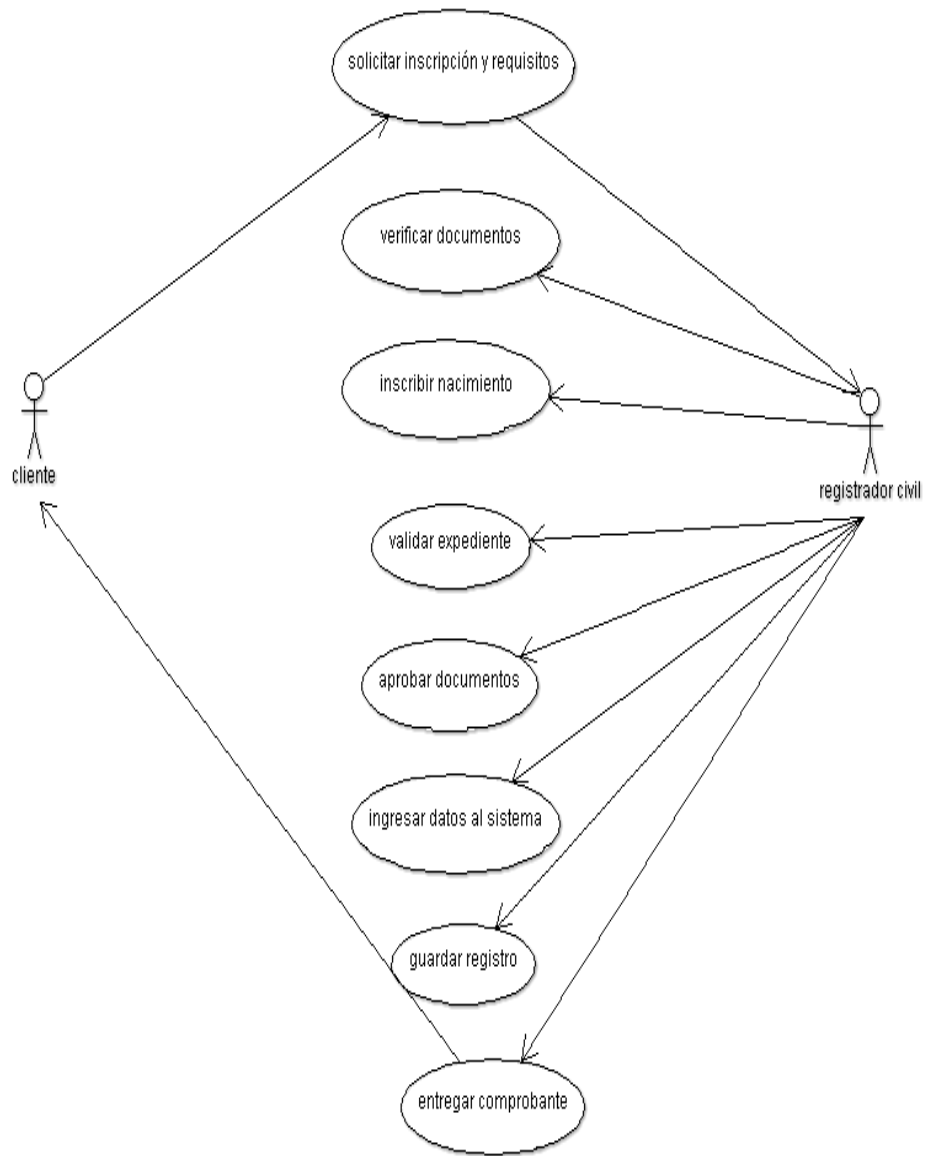 solicitar inscripción y requisitos
verificar documentos
inscribir nacimiento
cliente
registrador civil
validar expediente
aprobar documentos
ingresar datos al sistema
guardar registro
entregar comprobante